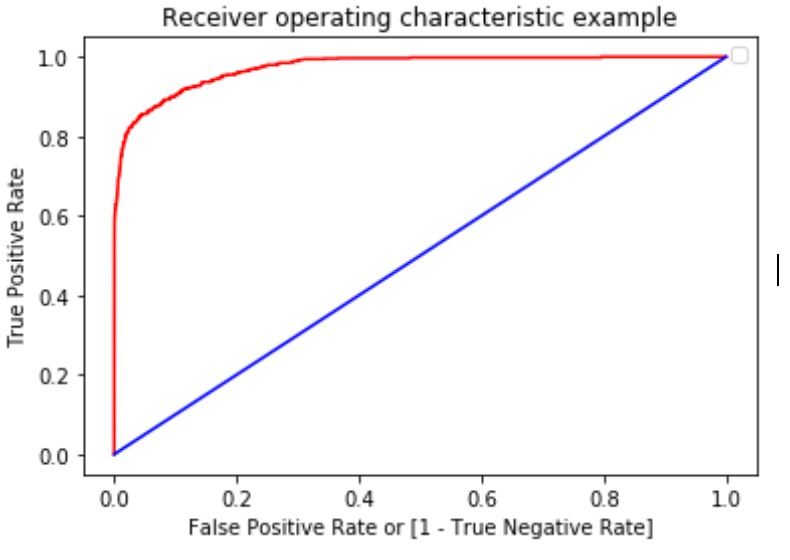 Receiver operating characteristic example
1.0
0.8
0.6
0.4
0.2
0.0
True Positive Rate
0.0 0.2 0.4 0.6 0.8 1.0
False Positive Rate or [1 - True Negative Rate]